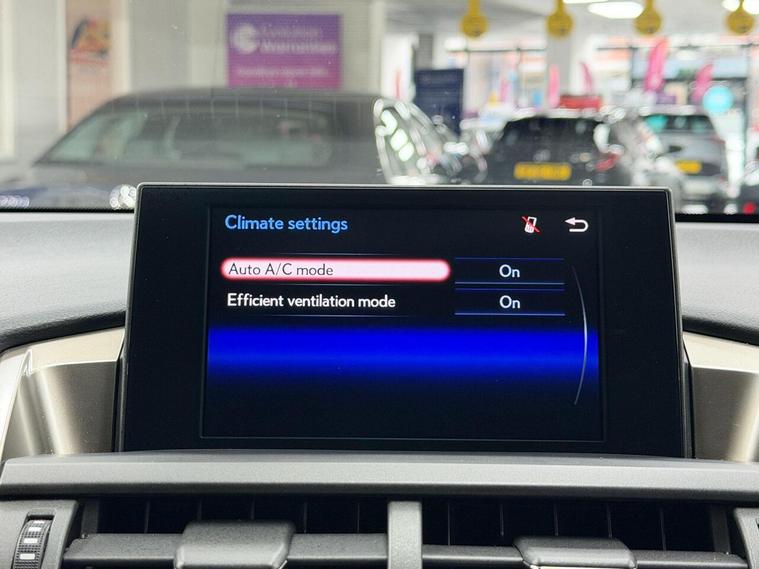 Climate settings
Auto A/C mode
On
Efficient ventilation mode
On